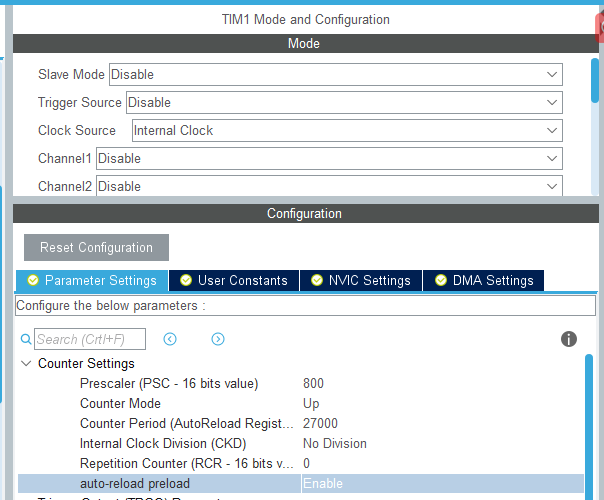 TIM1 Mode and Configuration
Mode
Slave Mode Disable
Trigger Source Disable
Clock Source Internal Clock
Channel1 Disable
Channel2 Disable
Configuration
Reset Configuration
Parameter Settings User Constants NVIC Settings DMA Settings
Configure the below parameters :
Search (Crtl+F)
Counter Settings
Prescaler (PSC - 16 bits value) 800
Counter Mode Up
Counter Period (AutoReload Regist... 27000
Internal Clock Division (CKD) No Division
Repetition Counter (RCR - 16 bits v... 0
auto-reload preload Enable